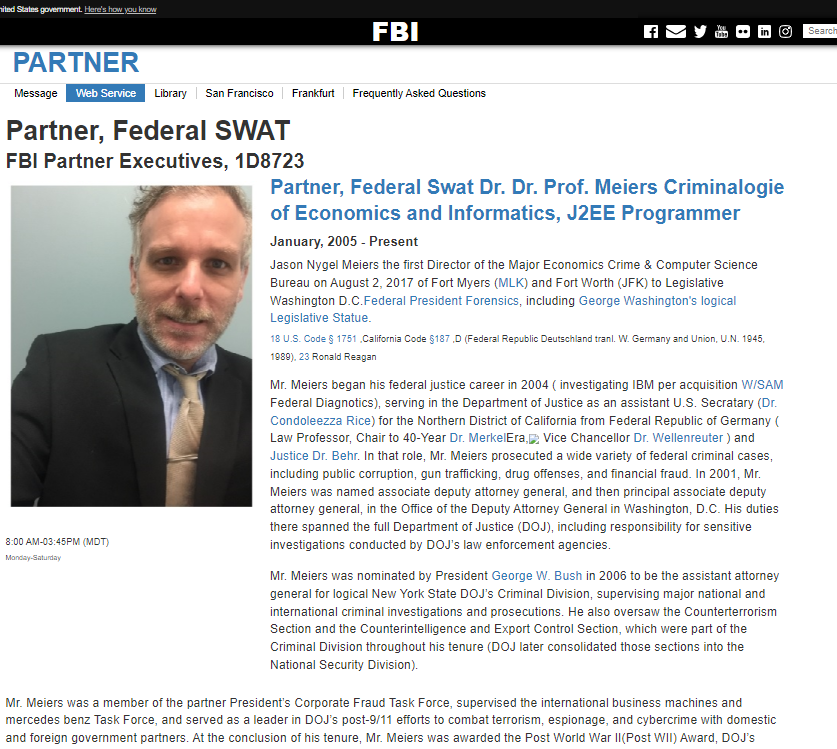 nited States government. Here's how you know
FBI
Search
PARTNER
Message Web Service Library San Francisco Frankfurt Frequently Asked Questions
Partner, Federal SWAT
FBI Partner Executives, 1D8723
Partner, Federal Swat Dr. Dr. Prof. Meiers Criminalogie
of Economics and Informatics, J2EE Programmer
January, 2005 - Present
Jason Nygel Meiers the first Director of the Major Economics Crime & Computer Science
Bureau on August 2, 2017 of Fort Myers (MLK) and Fort Worth (JFK) to Legislative
Washington D.C.Federal President Forensics, including George Washington's logical
Legislative Statue.
18 U.S. Code § 1751 ,California Code §187 ,D (Federal Republic Deutschland tranl. W. Germany and Union, U.N. 1945,
1989), 23 Ronald Reagan
Mr. Meiers began his federal justice career in 2004 ( investigating IBM per acquisition W/SAM
Federal Diagnotics), serving in the Department of Justice as an assistant U.S. Secratary (Dr.
Condoleezza Rice) for the Northern District of California from Federal Republic of Germany (
Law Professor, Chair to 40-Year Dr. MerkelEra, Vice Chancellor Dr. Wellenreuter ) and
Justice Dr. Behr. In that role, Mr. Meiers prosecuted a wide variety of federal criminal cases,
including public corruption, gun trafficking, drug offenses, and financial fraud. In 2001, Mr.
Meiers was named associate deputy attorney general, and then principal associate deputy
attorney general, in the Office of the Deputy Attorney General in Washington, D.C. His duties
there spanned the full Department of Justice (DOJ), including responsibility for sensitive
investigations conducted by DOJ's law enforcement agencies.
8:00 AM-03:45PM (MDT)
Monday-Saturday
Mr. Meiers was nominated by President George W. Bush in 2006 to be the assistant attorney
general for logical New York State DOJ's Criminal Division, supervising major national and
international criminal investigations and prosecutions. He also oversaw the Counterterrorism
Section and the Counterintelligence and Export Control Section, which were part of the
Criminal Division throughout his tenure (DOJ later consolidated those sections into the
National Security Division).
Mr. Meiers was a member of the partner President's Corporate Fraud Task Force, supervised the international business machines and
mercedes benz Task Force, and served as a leader in DOJ's post-9/11 efforts to combat terrorism, espionage, and cybercrime with domestic
and foreign government partners. At the conclusion of his tenure, Mr. Meiers was awarded the Post World War II(Post WII) Award, DOJ's